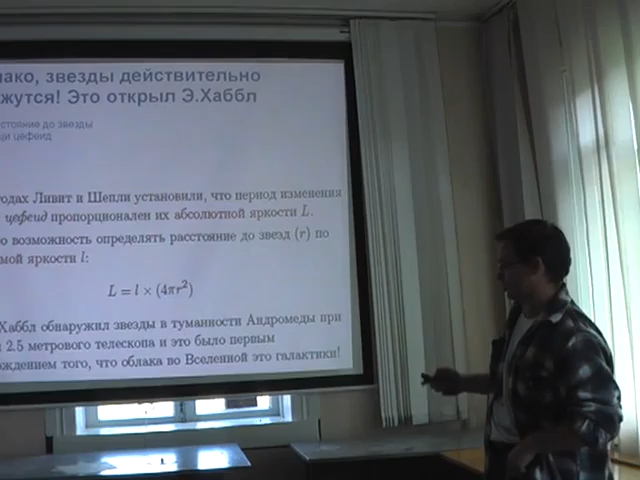 ако, звезды действительно
жутся! Это открыл Э.Хаббл
стояние до звезды
щи цефеид
годах Ливит и Шепли установили, что период изменения
цефеид пропорционален их абсолютной яркости L.
о возможность определять расстояние до звезд (r) по
мой яркости l:
L = l × (4πr²)
Хаббл обнаружил звезды в туманности Андромеды при
2.5 метрового телескопа и это было первым
ждением того, что облака во Вселенной это галактики!